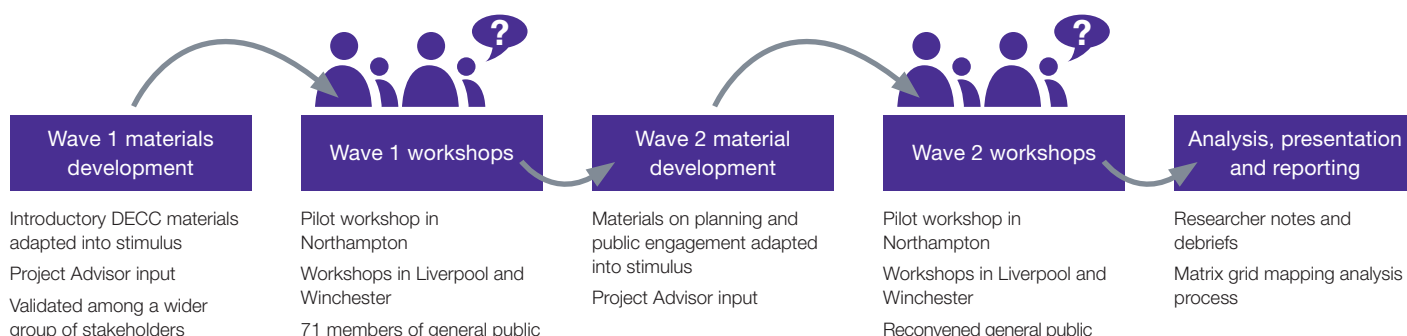 ?
?
Wave 1 materials
development
Wave 1 workshops
Wave 2 material
development
Wave 2 workshops
Analysis, presentation
and reporting
Introductory DECC materials
adapted into stimulus
Project Advisor input
Validated among a wider
group of stakeholders
Pilot workshop in
Northampton
Workshops in Liverpool and
Winchester
71 members of general public
Materials on planning and
public engagement adapted
into stimulus
Project Advisor input
Pilot workshop in
Northampton
Workshops in Liverpool and
Winchester
Reconvened general public
Researcher notes and
debriefs
Matrix grid mapping analysis
process